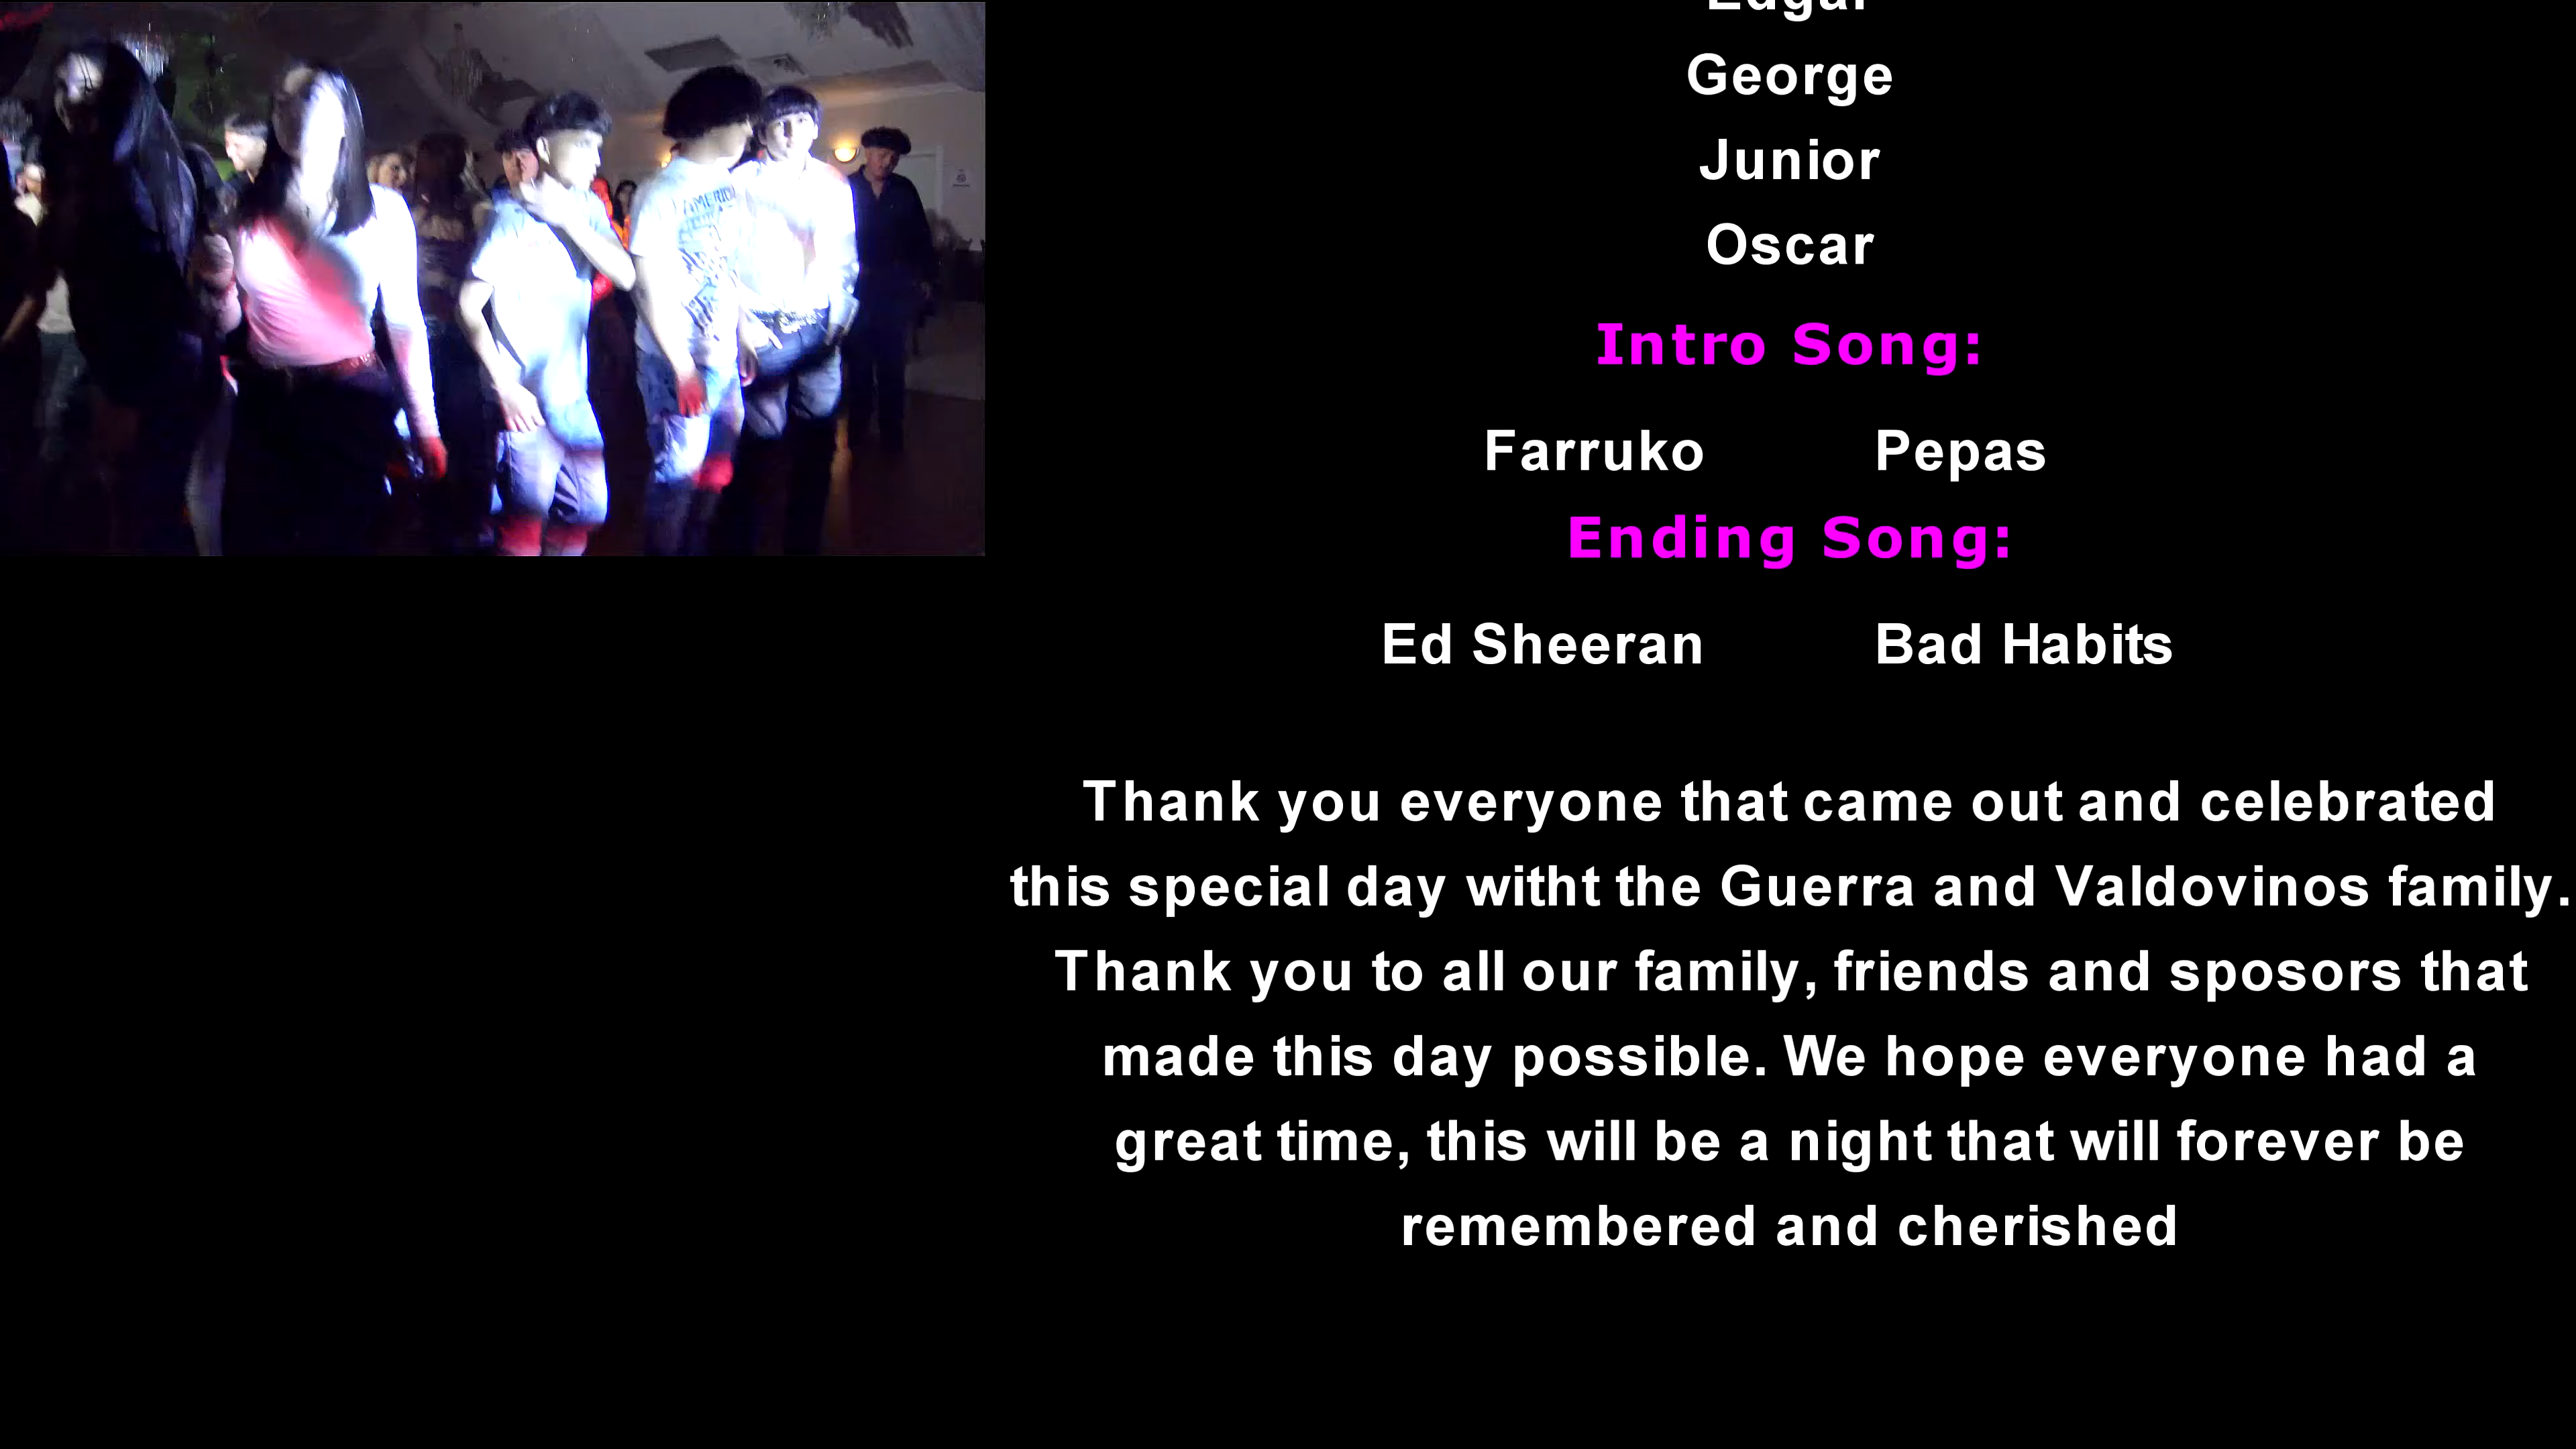 Edgar
George
Junior
Oscar
Intro Song:
Farruko Pepas
Ending Song:
Ed Sheeran Bad Habits
Thank you everyone that came out and celebrated
this special day witht the Guerra and Valdovinos family.
Thank you to all our family, friends and sposors that
made this day possible. We hope everyone had a
great time, this will be a night that will forever be
remembered and cherished